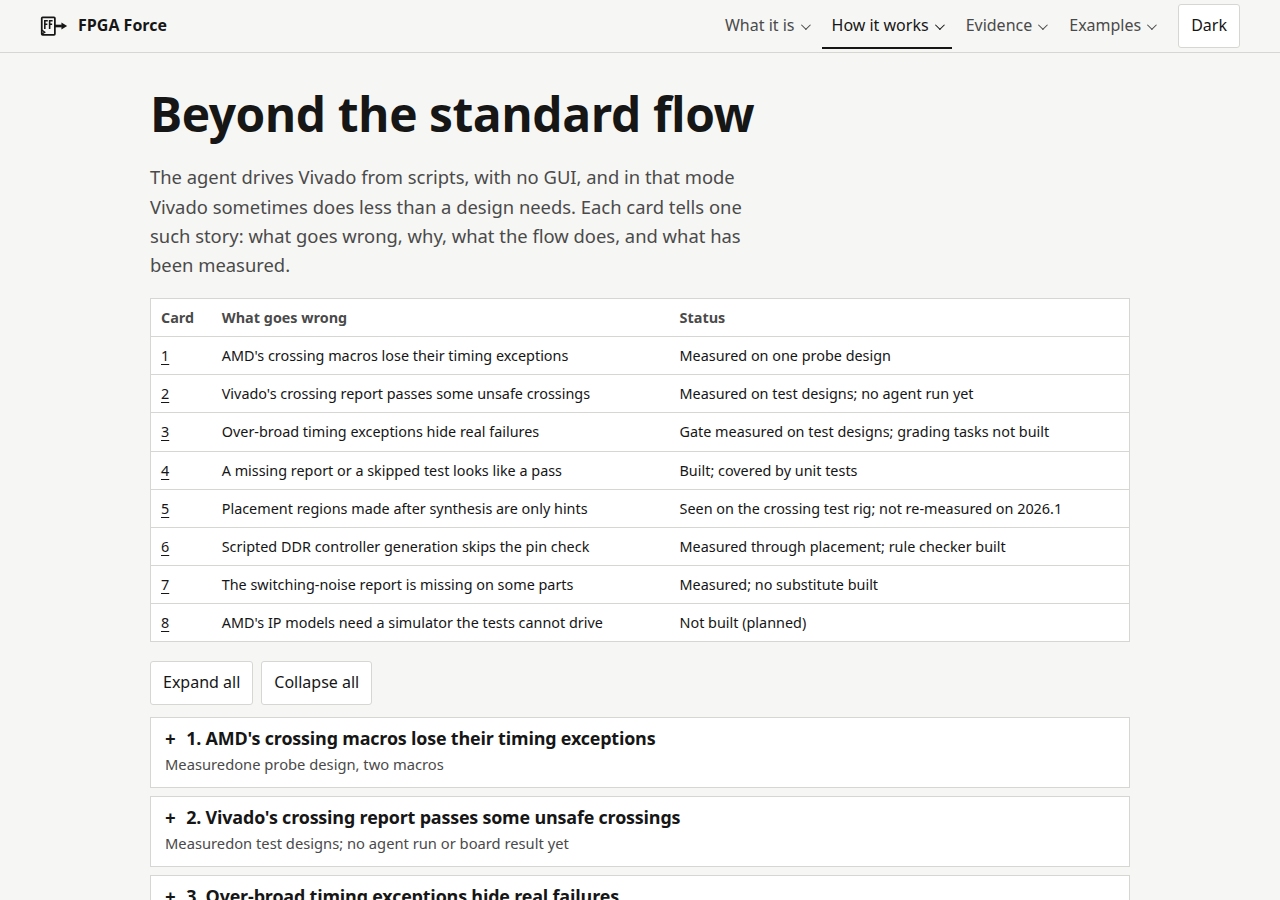 FF FPGA Force What it is How it works Evidence Examples Dark
Beyond the standard flow
The agent drives Vivado from scripts, with no GUI, and in that mode
Vivado sometimes does less than a design needs. Each card tells one
such story: what goes wrong, why, what the flow does, and what has
been measured.
Card What goes wrong Status
1 AMD's crossing macros lose their timing exceptions Measured on one probe design
2 Vivado's crossing report passes some unsafe crossings Measured on test designs; no agent run yet
3 Over-broad timing exceptions hide real failures Gate measured on test designs; grading tasks not built
4 A missing report or a skipped test looks like a pass Built; covered by unit tests
5 Placement regions made after synthesis are only hints Seen on the crossing test rig; not re-measured on 2026.1
6 Scripted DDR controller generation skips the pin check Measured through placement; rule checker built
7 The switching-noise report is missing on some parts Measured; no substitute built
8 AMD's IP models need a simulator the tests cannot drive Not built (planned)
Expand all Collapse all
+ 1. AMD's crossing macros lose their timing exceptions
Measuredone probe design, two macros
+ 2. Vivado's crossing report passes some unsafe crossings
Measuredon test designs; no agent run or board result yet
+ 3. Over-broad timing exceptions hide real failures